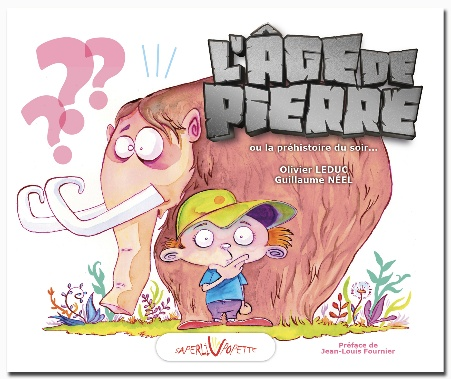 ???
L'ÂGE DE
PIERRE
ou la préhistoire du soir...
Olivier LEDUC
Guillaume NÉEL
SAPERLIPOPETTE
Préface de
Jean-Louis Fournier